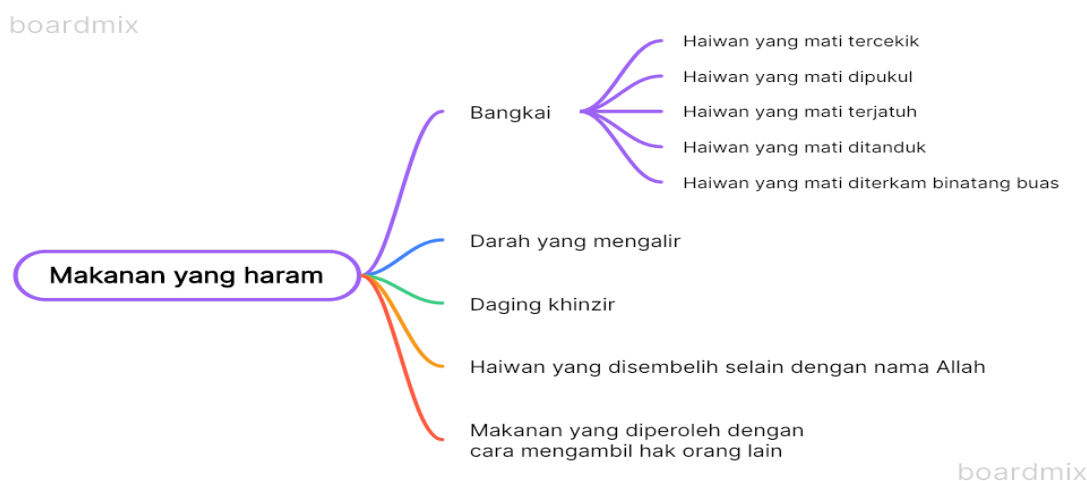 boardmix
Makanan yang haram
Bangkai
Haiwan yang mati tercekik
Haiwan yang mati dipukul
Haiwan yang mati terjatuh
Haiwan yang mati ditanduk
Haiwan yang mati diterkam binatang buas
Darah yang mengalir
Daging khinzir
Haiwan yang disembelih selain dengan nama Allah
Makanan yang diperoleh dengan
cara mengambil hak orang lain
boardmix